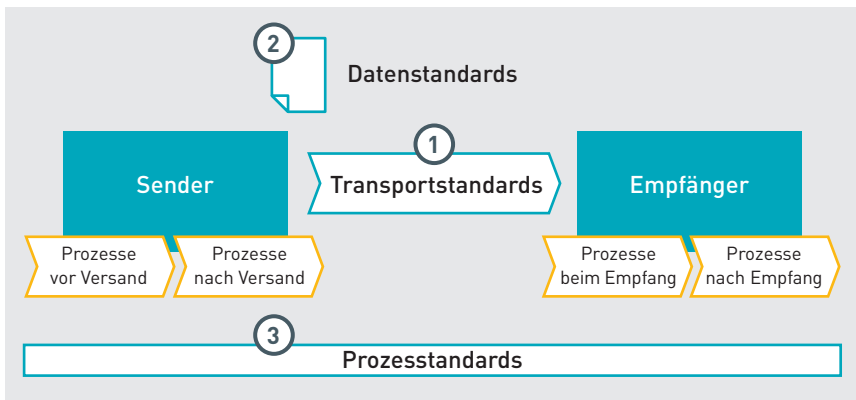 2
Datenstandards
1
Sender
Transportstandards
Empfänger
Prozesse
vor Versand
Prozesse
nach Versand
Prozesse
beim Empfang
Prozesse
nach Empfang
3
Prozesstandards